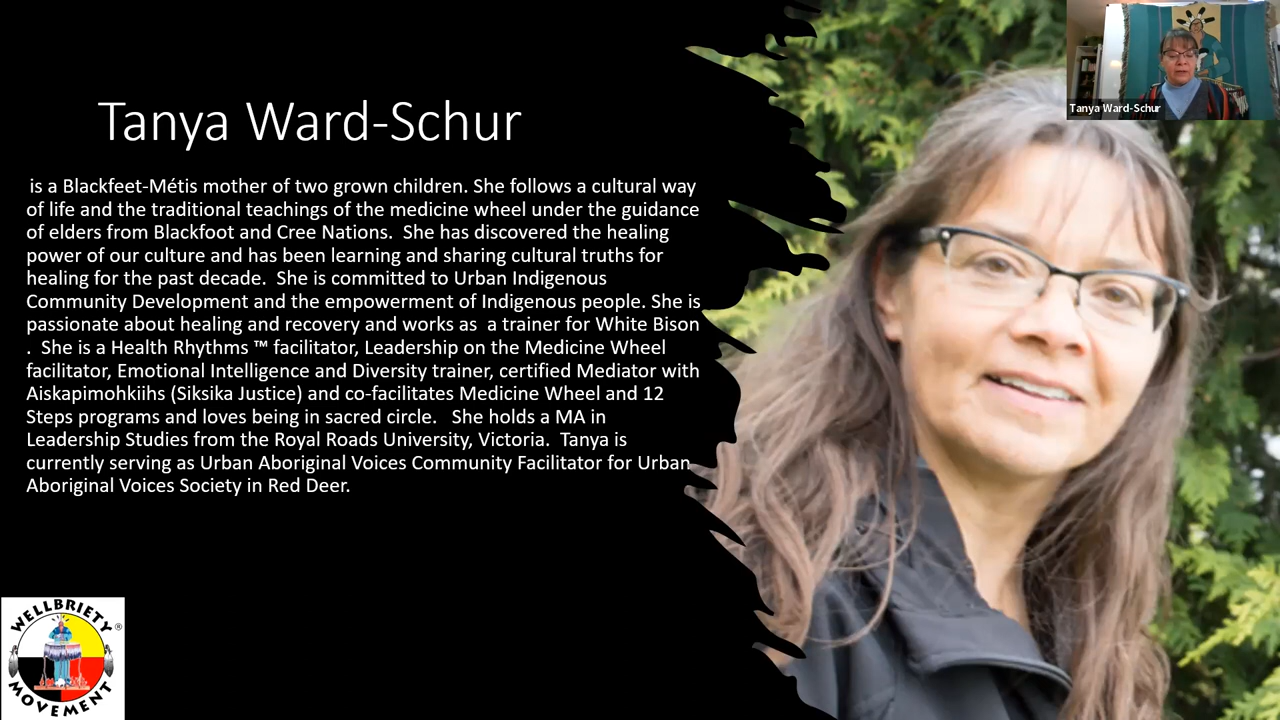 Tanya Ward-Schur
Tanya Ward-Schur
is a Blackfeet-Métis mother of two grown children. She follows a cultural way
of life and the traditional teachings of the medicine wheel under the guidance
of elders from Blackfoot and Cree Nations.  She has discovered the healing
power of our culture and has been learning and sharing cultural truths for
healing for the past decade.  She is committed to Urban Indigenous
Community Development and the empowerment of Indigenous people. She is
passionate about healing and recovery and works as  a trainer for White Bison
.  She is a Health Rhythms ™ facilitator, Leadership on the Medicine Wheel
facilitator, Emotional Intelligence and Diversity trainer, certified Mediator with
Aiskapimohkiihs (Siksika Justice) and co-facilitates Medicine Wheel and 12
Steps programs and loves being in sacred circle.   She holds a MA in
Leadership Studies from the Royal Roads University, Victoria.  Tanya is
currently serving as Urban Aboriginal Voices Community Facilitator for Urban
Aboriginal Voices Society in Red Deer.
WELLBRIETY ®
MOVEMENT